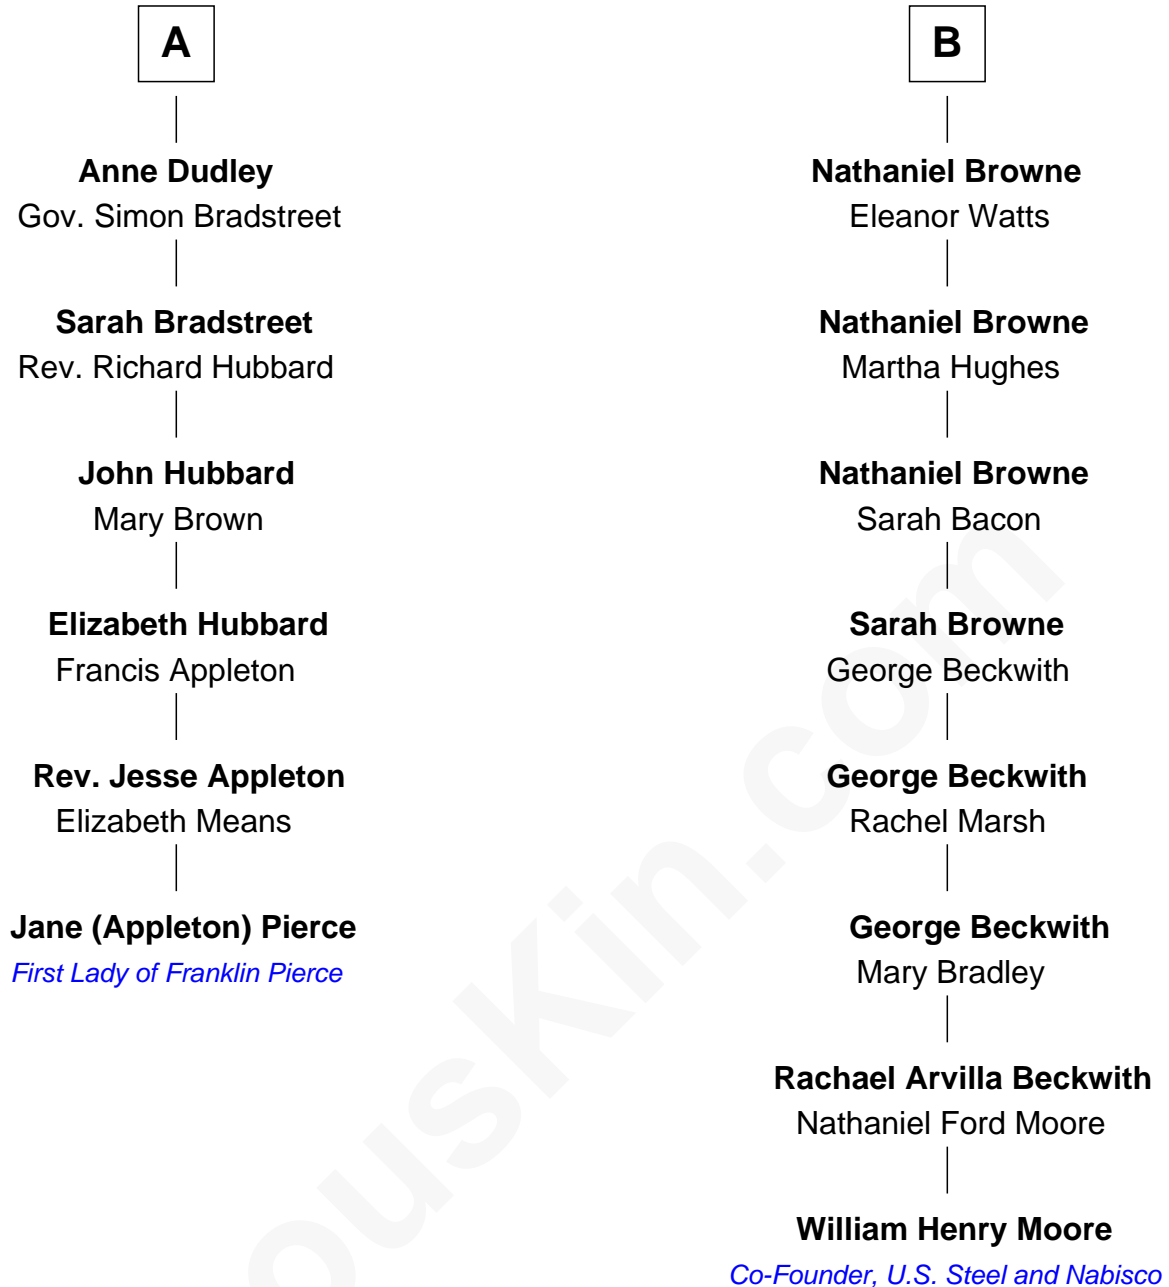 A
Anne Dudley
Gov. Simon Bradstreet
Sarah Bradstreet
Rev. Richard Hubbard
John Hubbard
Mary Brown
Elizabeth Hubbard
Francis Appleton
Rev. Jesse Appleton
Elizabeth Means
Jane (Appleton) Pierce
First Lady of Franklin Pierce
B
Nathaniel Browne
Eleanor Watts
Nathaniel Browne
Martha Hughes
Nathaniel Browne
Sarah Bacon
Sarah Browne
George Beckwith
George Beckwith
Rachel Marsh
George Beckwith
Mary Bradley
Rachael Arvilla Beckwith
Nathaniel Ford Moore
William Henry Moore
Co-Founder, U.S. Steel and Nabisco
ousKin.com